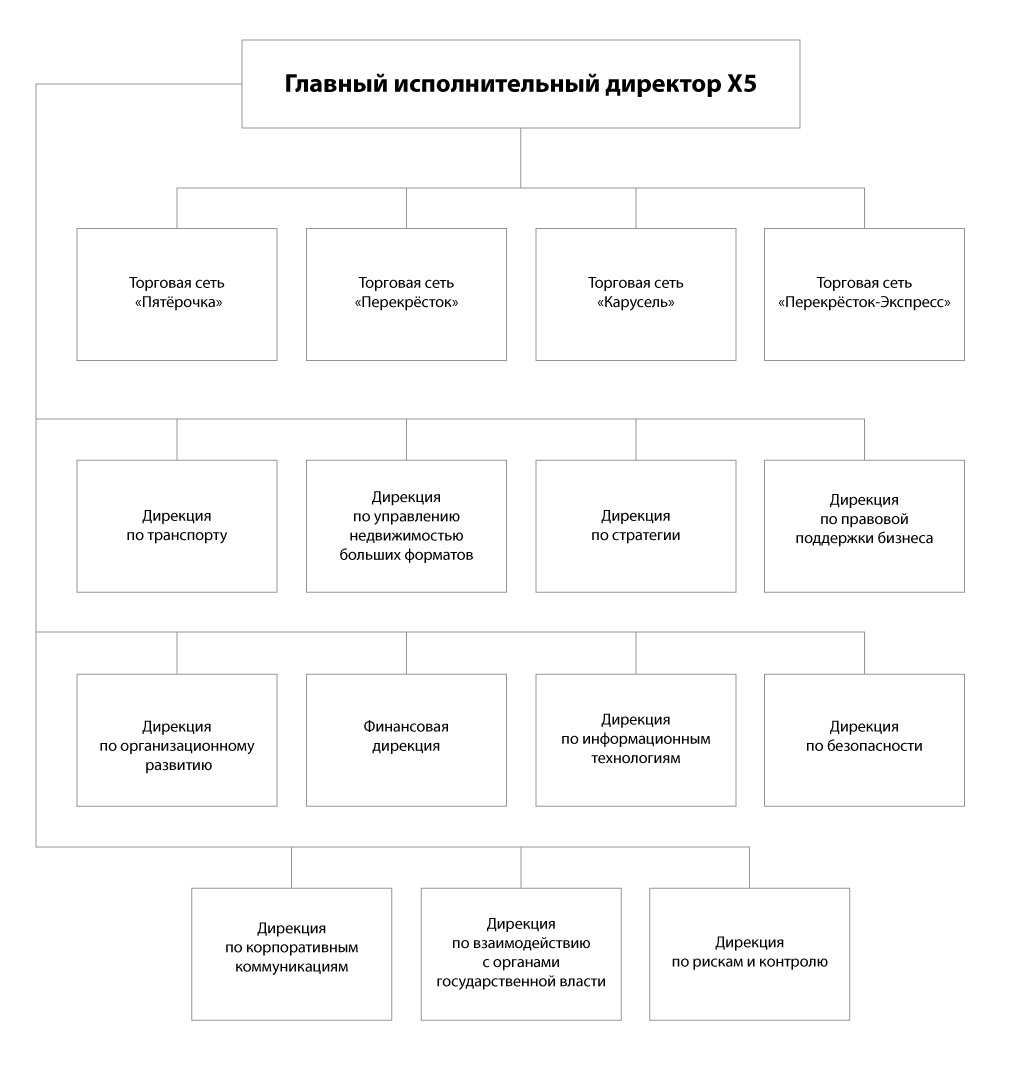 Главный исполнительный директор X5
Торговая сеть
«Пятёрочка»
Торговая сеть
«Перекрёсток»
Торговая сеть
«Карусель»
Торговая сеть
«Перекрёсток-Экспресс»
Дирекция
по транспорту
Дирекция
по управлению
недвижимостью
больших форматов
Дирекция
по стратегии
Дирекция
по правовой
поддержки бизнеса
Дирекция
по организационному
развитию
Финансовая
дирекция
Дирекция
по информационным
технологиям
Дирекция
по безопасности
Дирекция
по корпоративным
коммуникациям
Дирекция
по взаимодействию
с органами
государственной власти
Дирекция
по рискам и контролю